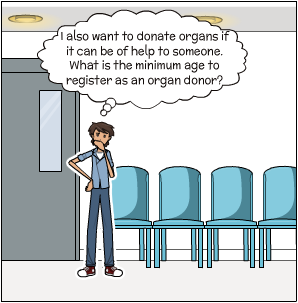 I also want to donate organs if
it can be of help to someone.
What is the minimum age to
register as an organ donor?